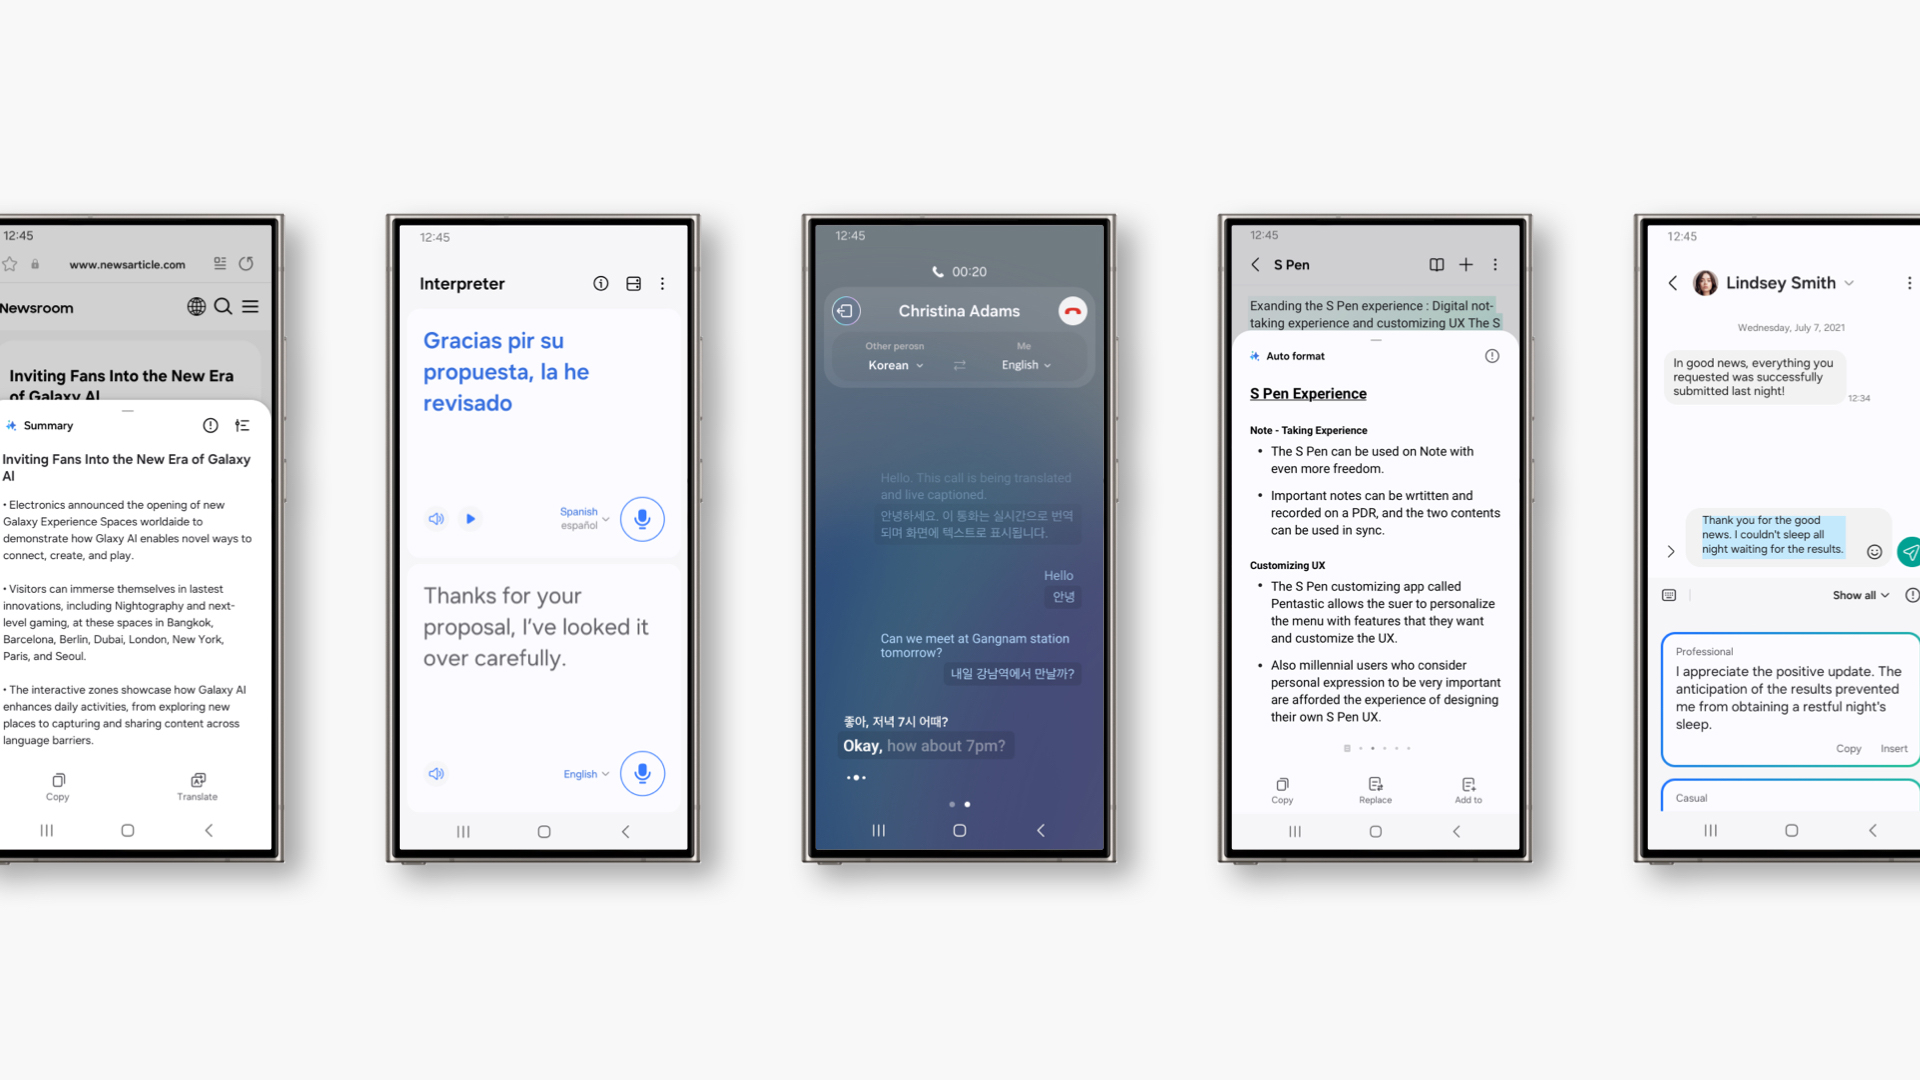 12:45
www.newsarticle.com
Newsroom
Inviting Fans Into the New Era
of Galaxy AI
Summary
Inviting Fans Into the New Era of Galaxy
AI
• Electronics announced the opening of new
Galaxy Experience Spaces worldaide to
demonstrate how Glaxy AI enables novel ways to
connect, create, and play.
• Visitors can immerse themselves in lastest
innovations, including Nightography and next-
level gaming, at these spaces in Bangkok,
Barcelona, Berlin, Dubai, London, New York,
Paris, and Seoul.
• The interactive zones showcase how Galaxy AI
enhances daily activities, from exploring new
places to capturing and sharing content across
language barriers.
Copy
Translate
12:45
Interpreter
Gracias pir su
propuesta, la he
revisado
Spanish
español
Thanks for your
proposal, I've looked it
over carefully.
English
12:45
00:20
Christina Adams
Other perosn
Me
Korean
English
Hello. This call is being translated
and live captioned.
안녕하세요. 이 통화는 실시간으로 번역
되며 화면에 텍스트로 표시됩니다.
Hello
안녕
Can we meet at Gangnam station
tomorrow?
내일 강남역에서 만날까?
좋아, 저녁 7시 어때?
Okay, how about 7pm?
12:45
S Pen
Exanding the S Pen experience : Digital not-
taking experience and customizing UX The S
Auto format
S Pen Experience
Note - Taking Experience
• The S Pen can be used on Note with
even more freedom.
• Important notes can be wrtitten and
recorded on a PDR, and the two contents
can be used in sync.
Customizing UX
• The S Pen customizing app called
Pentastic allows the suer to personalize
the menu with features that they want
and customize the UX.
• Also millennial users who consider
personal expression to be very important
are afforded the experience of designing
their own S Pen UX.
Copy
Replace
Add to
12:45
Lindsey Smith
Wednesday, July 7, 2021
In good news, everything you
requested was successfully
submitted last night!
12:34
Thank you for the good
news. I couldn't sleep all
night waiting for the results.
Show all
Professional
I appreciate the positive update. The
anticipation of the results prevented
me from obtaining a restful night's
sleep.
Copy
Insert
Casual